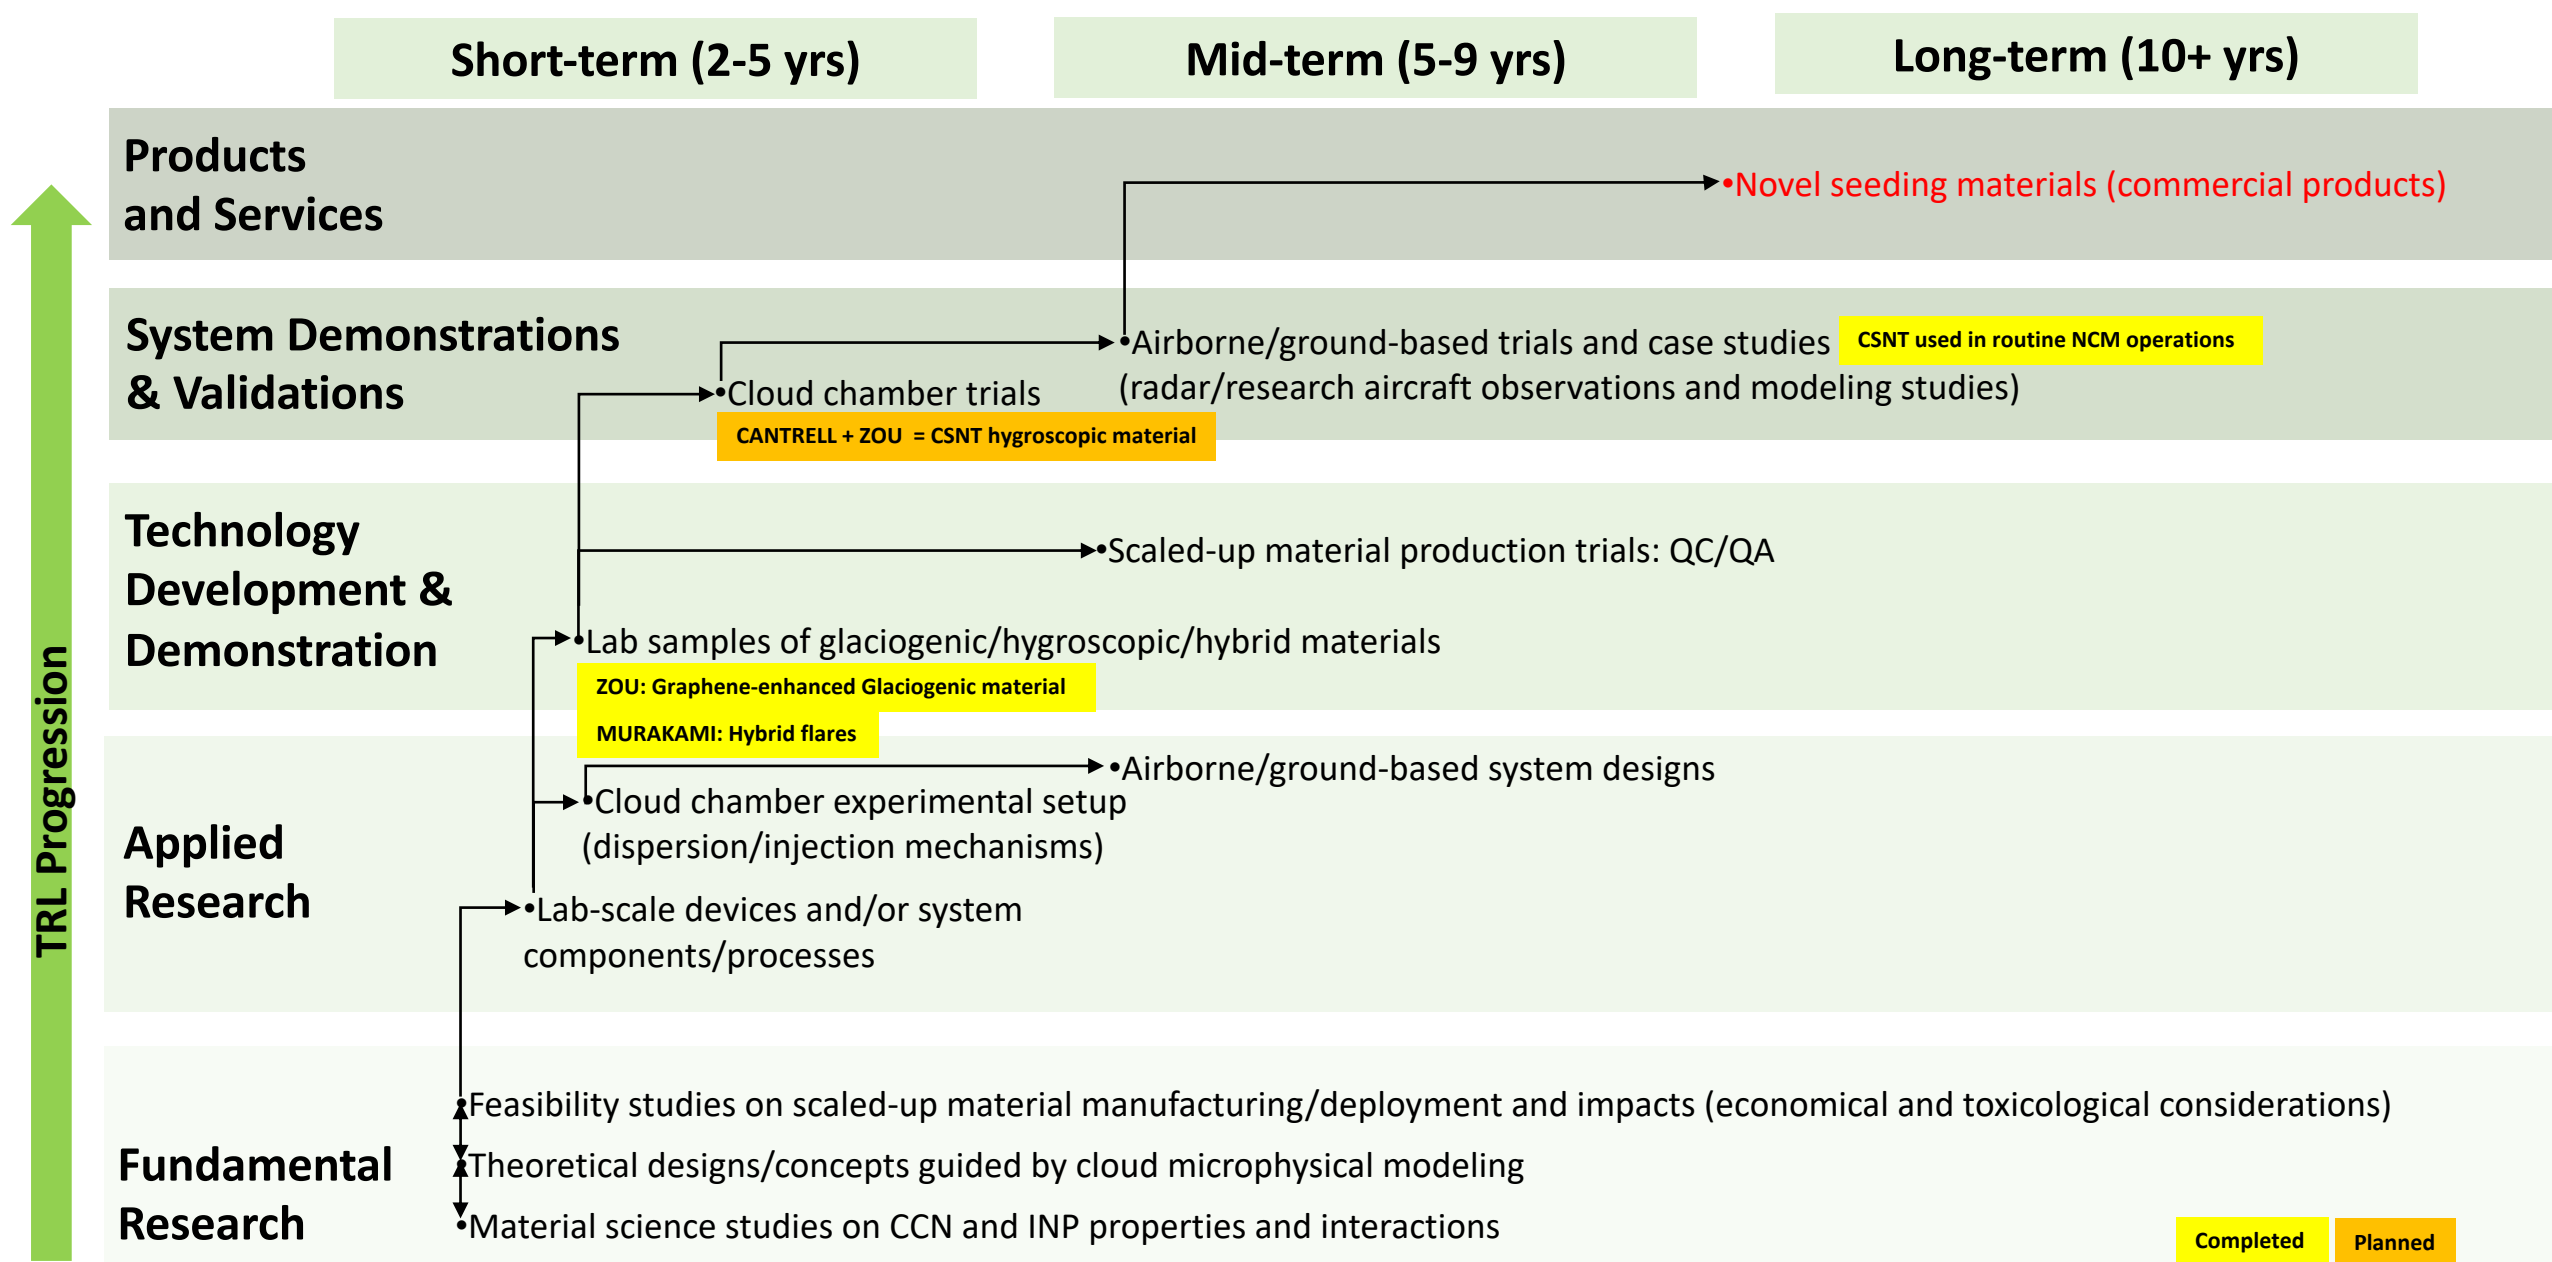 Short-term (2-5 yrs)
Mid-term (5-9 yrs)
Long-term (10+ yrs)
Products
and Services
•Novel seeding materials (commercial products)
System Demonstrations
& Validations
•Airborne/ground-based trials and case studies
(radar/research aircraft observations and modeling studies)
CSNT used in routine NCM operations
•Cloud chamber trials
CANTRELL + ZOU = CSNT hygroscopic material
Technology
Development &
Demonstration
•Scaled-up material production trials: QC/QA
•Lab samples of glaciogenic/hygroscopic/hybrid materials
ZOU: Graphene-enhanced Glaciogenic material
MURAKAMI: Hybrid flares
Applied
Research
•Airborne/ground-based system designs
•Cloud chamber experimental setup
(dispersion/injection mechanisms)
•Lab-scale devices and/or system
components/processes
Fundamental
Research
•Feasibility studies on scaled-up material manufacturing/deployment and impacts (economical and toxicological considerations)
•Theoretical designs/concepts guided by cloud microphysical modeling
•Material science studies on CCN and INP properties and interactions
TRL Progression
Completed
Planned